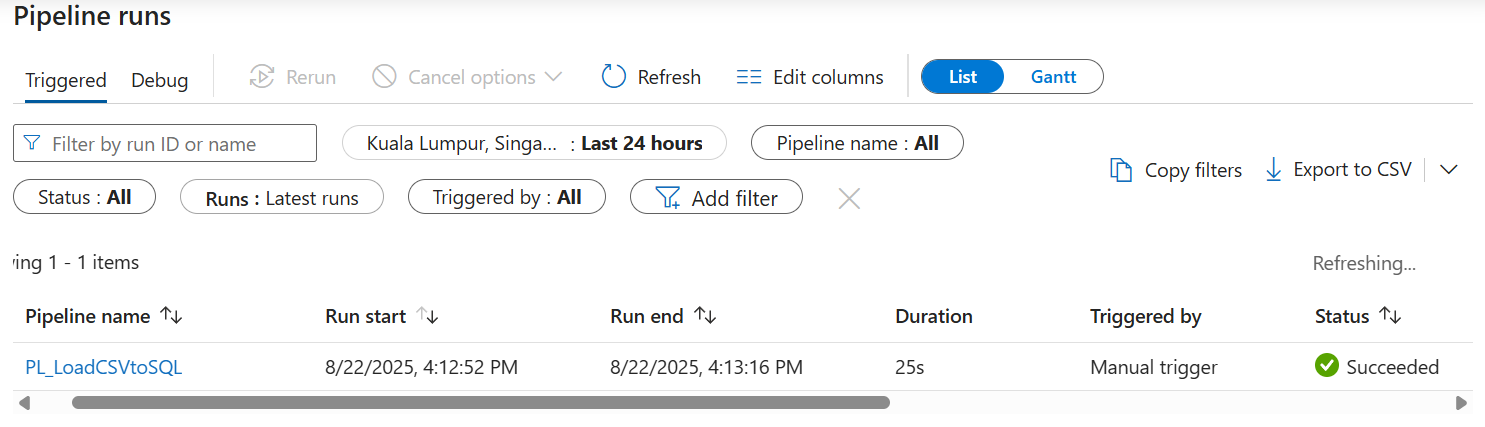 Pipeline runs
Triggered Debug Rerun Cancel options Refresh Edit columns List Gantt
Filter by run ID or name Kuala Lumpur, Singa... : Last 24 hours Pipeline name : All
Copy filters Export to CSV
Status : All Runs : Latest runs Triggered by : All Add filter
ing 1 - 1 items Refreshing...
Pipeline name Run start Run end Duration Triggered by Status
PL_LoadCSVtoSQL 8/22/2025, 4:12:52 PM 8/22/2025, 4:13:16 PM 25s Manual trigger Succeeded